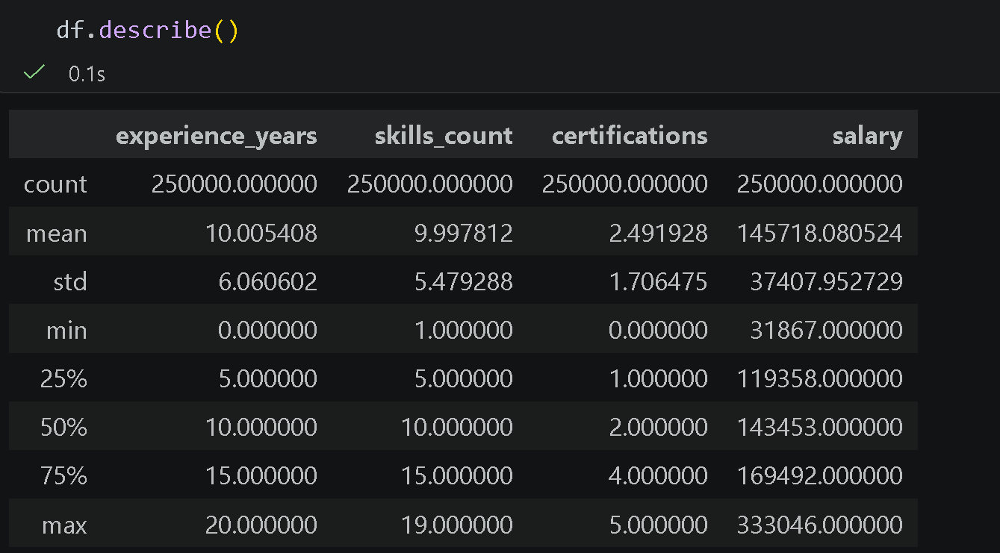 df.describe()
0.1s
experience_years skills_count certifications salary
count 250000.000000 250000.000000 250000.000000 250000.000000
mean 10.005408 9.997812 2.491928 145718.080524
std 6.060602 5.479288 1.706475 37407.952729
min 0.000000 1.000000 0.000000 31867.000000
25% 5.000000 5.000000 1.000000 119358.000000
50% 10.000000 10.000000 2.000000 143453.000000
75% 15.000000 15.000000 4.000000 169492.000000
max 20.000000 19.000000 5.000000 333046.000000